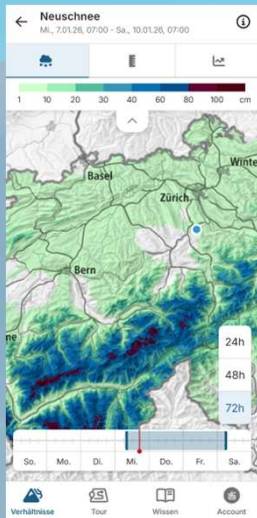 Neuschnee
Mi., 7.01.26, 07:00 - Sa., 10.01.26, 07:00
1 10 20 30 40 60 80 100 cm
Basel
Winte
Zürich
Bern
ne
24h
48h
72h
So. Mo. Di. Mi. Do. Fr. Sa.
Verhältnisse Tour Wissen Account